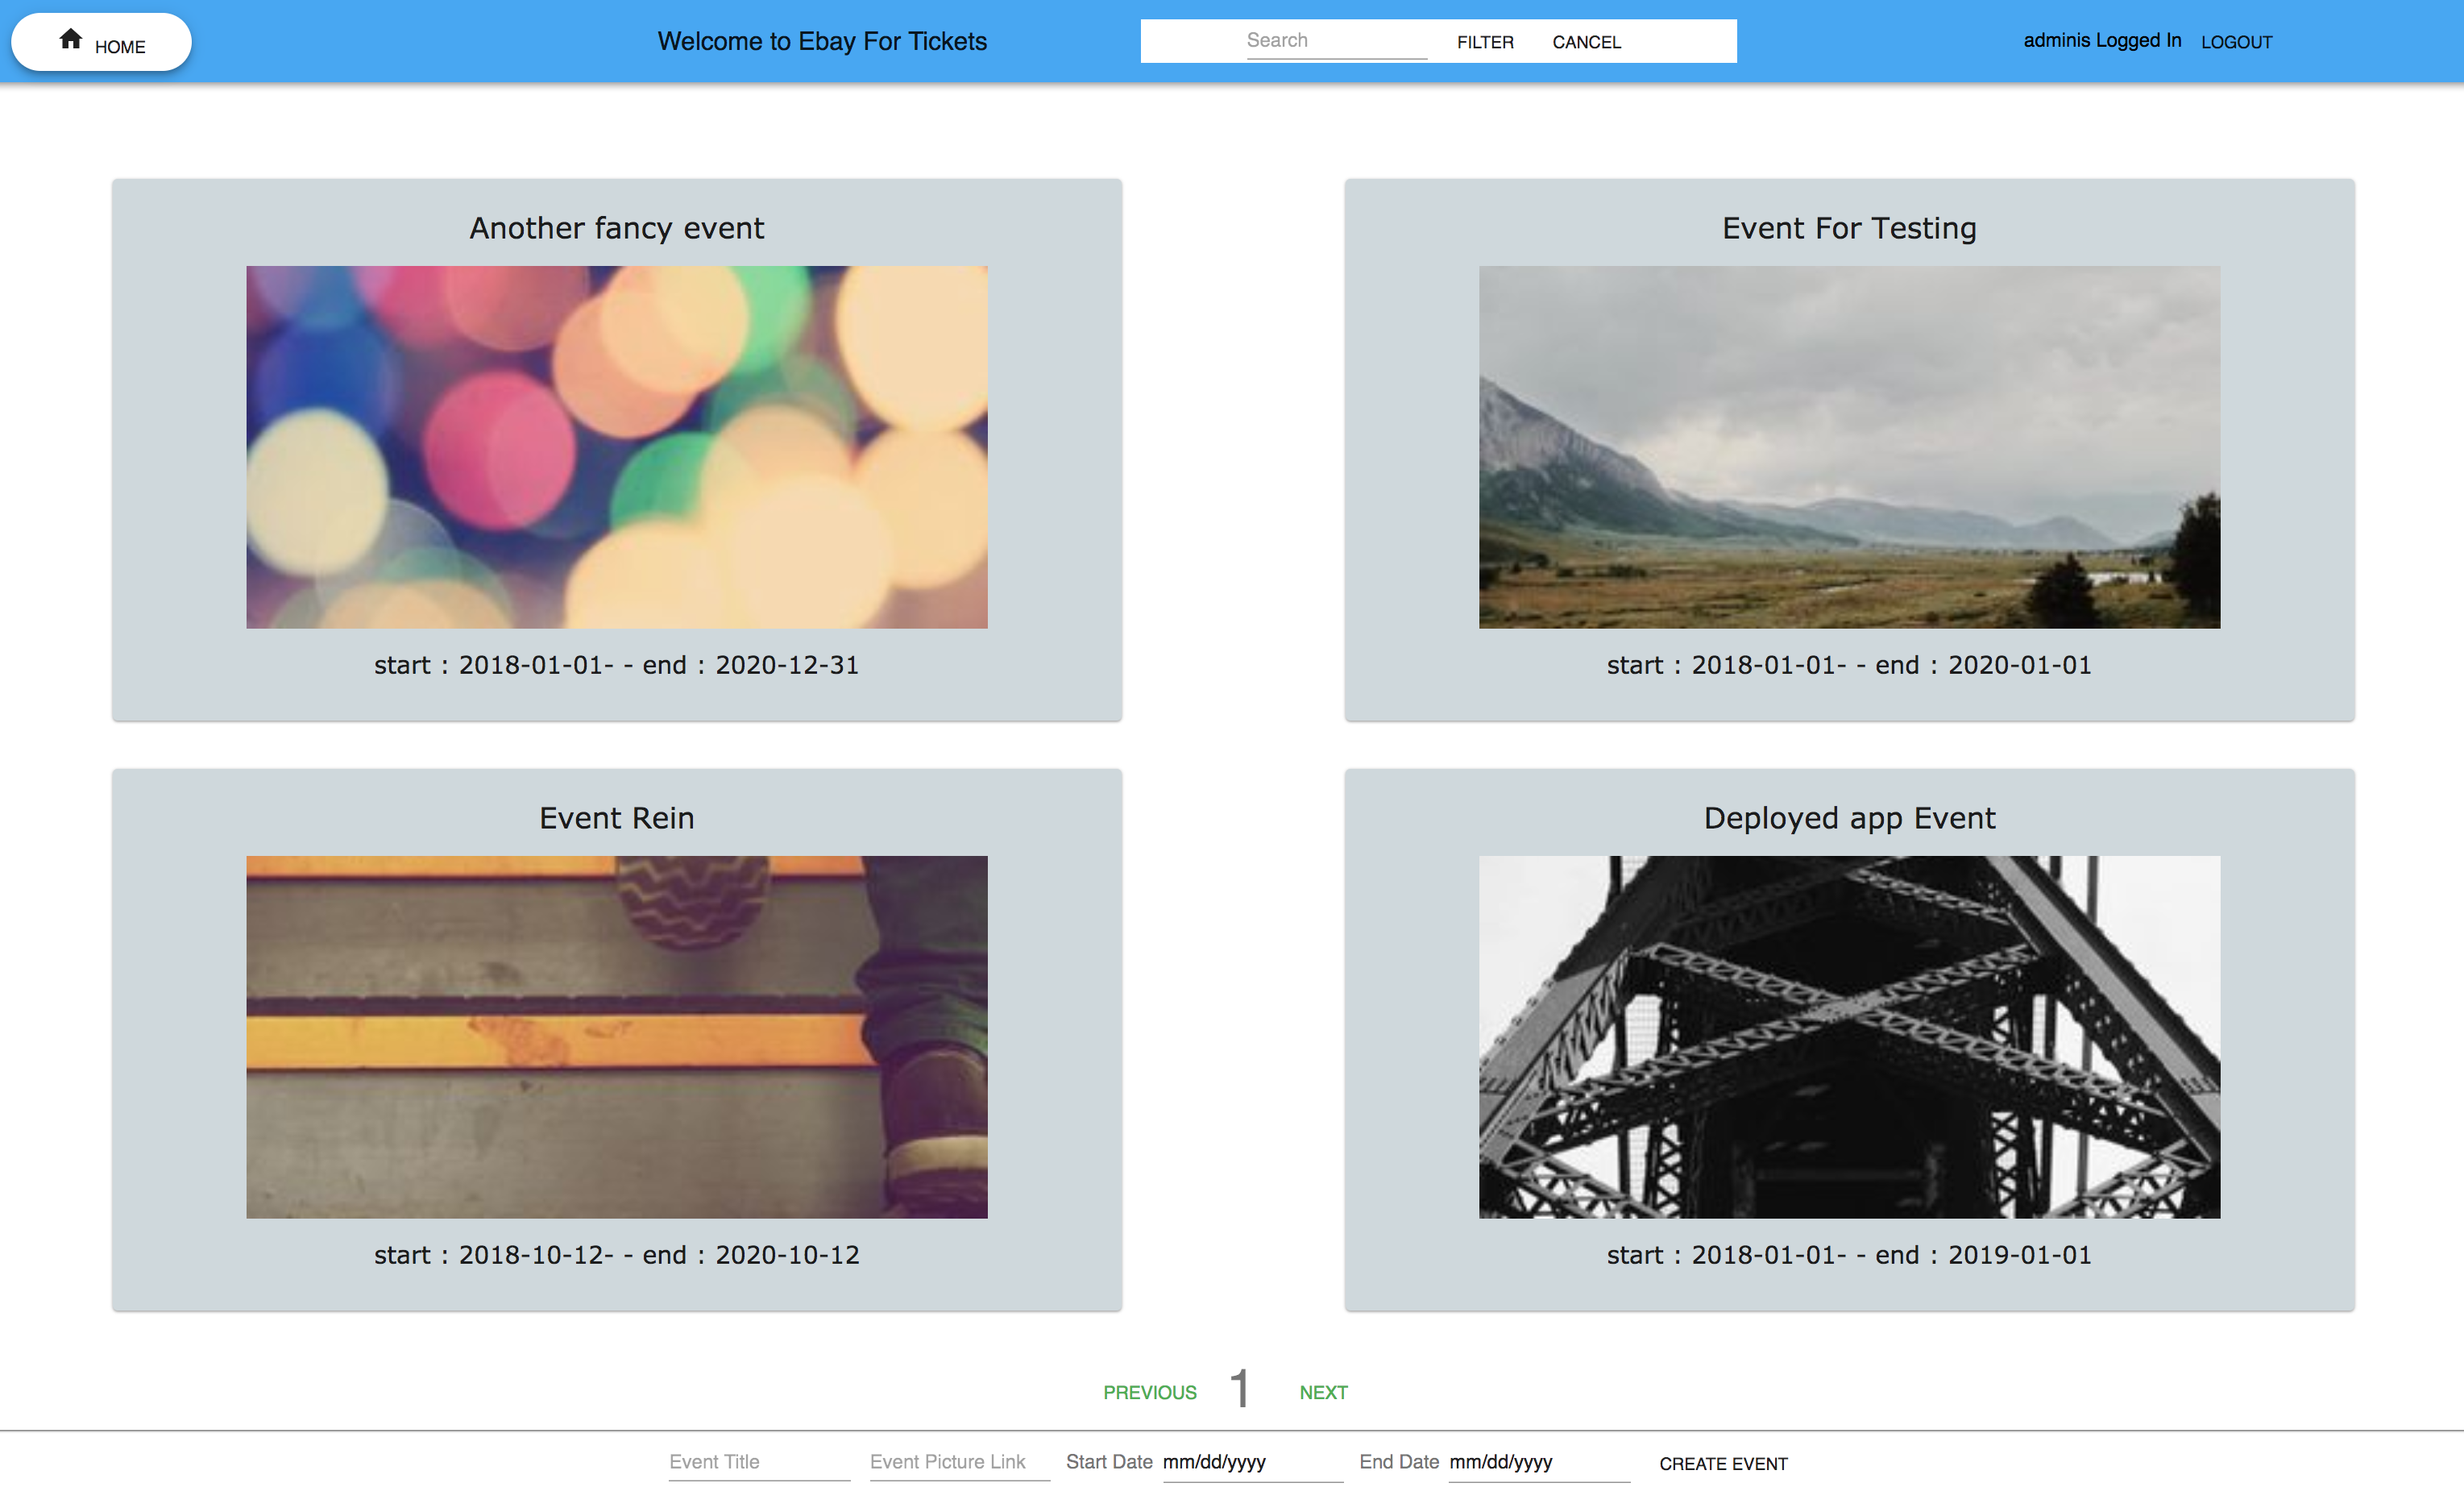 HOME
Welcome to Ebay For Tickets
Search FILTER CANCEL
adminis Logged In LOGOUT
Another fancy event
start : 2018-01-01- - end : 2020-12-31
Event For Testing
start : 2018-01-01- - end : 2020-01-01
Event Rein
start : 2018-10-12- - end : 2020-10-12
Deployed app Event
start : 2018-01-01- - end : 2019-01-01
PREVIOUS 1 NEXT
Event Title Event Picture Link Start Date mm/dd/yyyy End Date mm/dd/yyyy CREATE EVENT